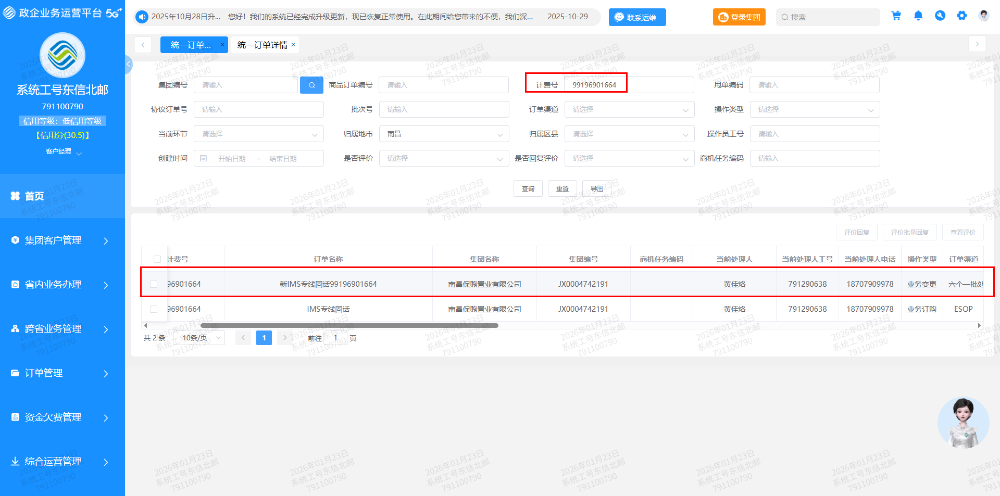 政企业务运营平台 5G++
2025年10月28日升... 您好！我们的系统已经完成升级更新，现已恢复正常使用。在此期间给您带来的不便，我们深... 2025-10-29
联系运维
登录集团
搜索
系统工号东信北邮
791100790
信用等级：低信用等级
【信用分(30.5)】
客户经理
首页
集团客户管理
省内业务办理
跨省业务管理
订单管理
资金欠费管理
综合运营管理
统一订单... ×
统一订单详情 ×
集团编号 请输入 商品订单编号 请输入 计费号 99196901664 甩单编码 请输入
协议订单号 请输入 批次号 请输入 订单渠道 请选择 操作类型 请选择
当前环节 请选择 归属地市 南昌 归属区县 请选择 操作员工号 请输入
创建时间 开始日期 – 结束日期 是否评价 请选择 是否回复评价 请选择 商机任务编码 请输入
查询 重置 导出
评价回复 评价批量回复 查看评价
计费号 订单名称 集团名称 集团编号 商机任务编码 当前处理人 当前处理人工号 当前处理人电话 操作类型 订单渠道
96901664 新IMS专线固话99196901664 南昌保煦置业有限公司 JX0004742191 黄佳烙 791290638 18707909978 业务变更 六个一批处
96901664 IMS专线固话 南昌保煦置业有限公司 JX0004742191 黄佳烙 791290638 18707909978 业务订购 ESOP
共 2 条 10条/页 1 前往 1 页
2026年01月23日
系统工号东信北邮
791100790